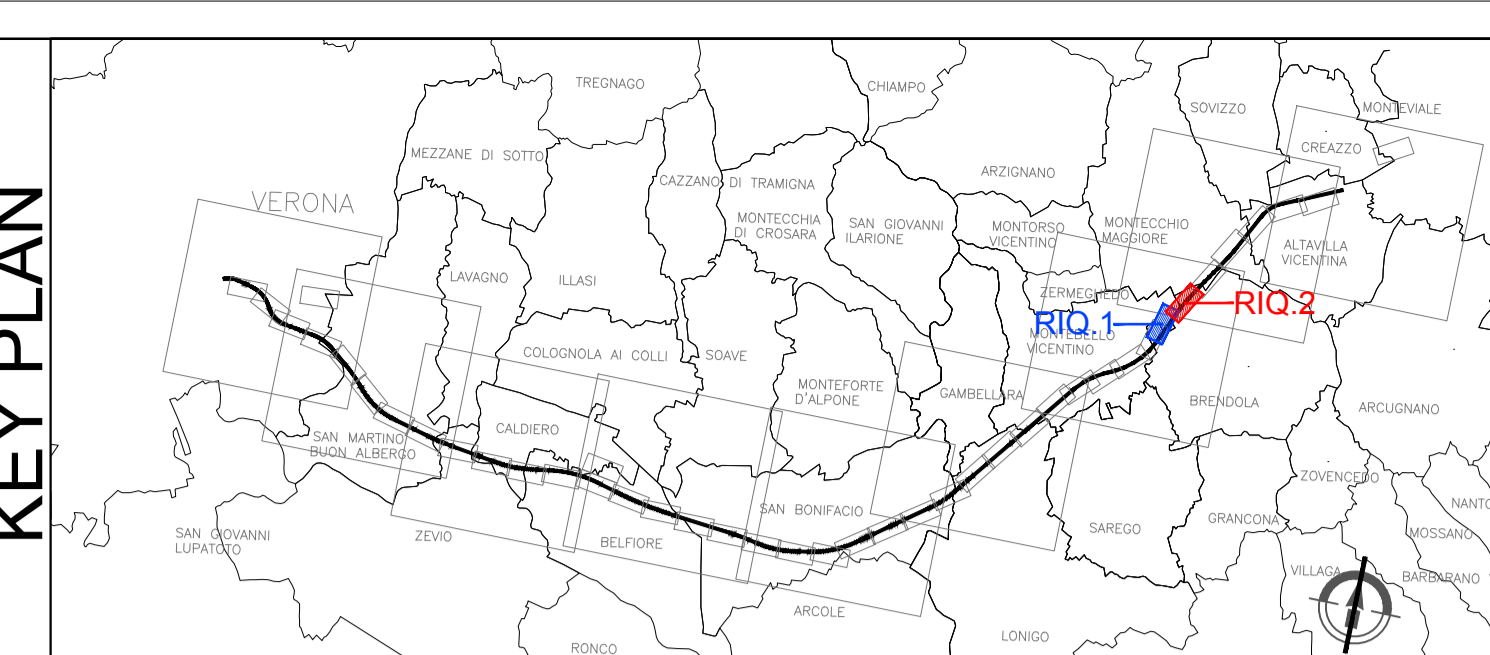 KEY PLAN
TREGNAGO
CHIAMPO
SOVIZZO
MONTEVIALE
MEZZANE DI SOTTO
CREAZZO
CAZZANO DI TRAMIGNA
ARZIGNANO
VERONA
MONTECCHIA
DI CROSARA
SAN GIOVANNI
ILARIONE
MONTORSO
VICENTINO
MONTECCHIO
MAGGIORE
ALTAVILLA
VICENTINA
LAVAGNO
ILLASI
ZERMEGHEDO
RIQ.2
RIQ.1
MONTEBELLO
VICENTINO
COLOGNOLA AI COLLI
SOAVE
MONTEFORTE
D'ALPONE
GAMBELLARA
BRENDOLA
ARCUGNANO
SAN MARTINO
BUON ALBERGO
CALDIERO
ZOVENCEDO
NANTO
SAN BONIFACIO
GRANCONA
SAREGO
MOSSANO
SAN GIOVANNI
LUPATOTO
ZEVIO
BELFIORE
VILLAGA
BARBARANO
ARCOLE
LONIGO
RONCO